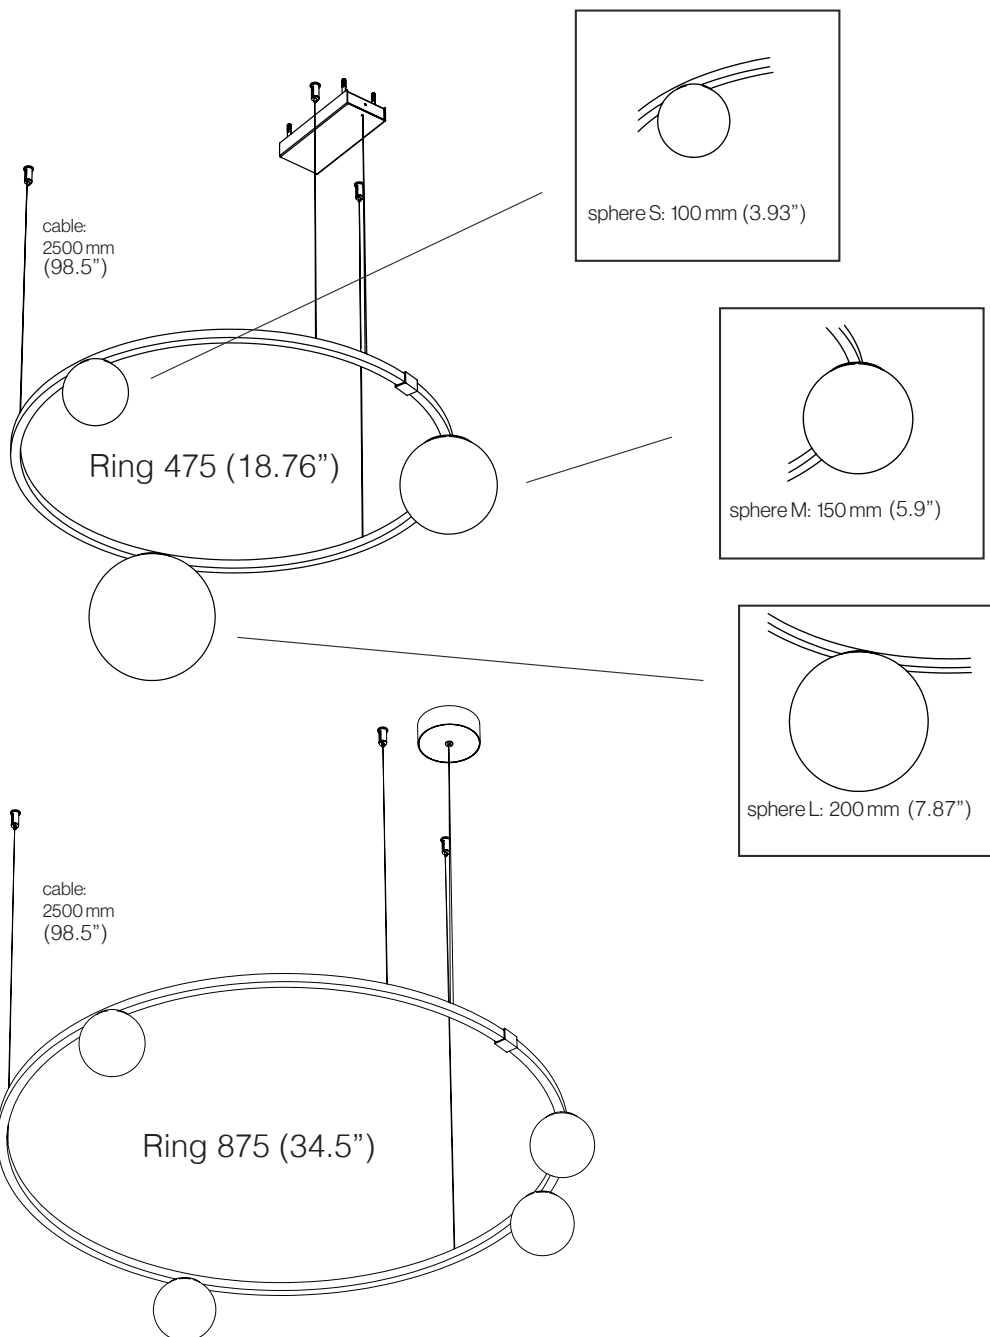 sphere S: 100 mm (3.93”)
cable:
2500 mm
(98.5”)
Ring 475 (18.76”)
sphere M: 150 mm (5.9”)
sphere L: 200 mm (7.87”)
cable:
2500 mm
(98.5”)
Ring 875 (34.5”)